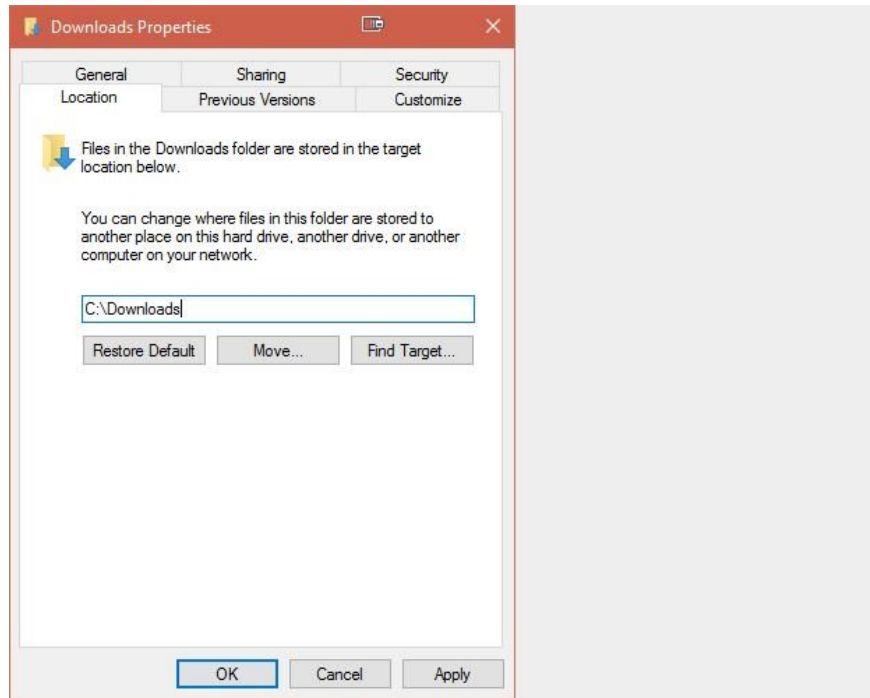 Downloads Properties
General Sharing Security
Location Previous Versions Customize
Files in the Downloads folder are stored in the target
location below.
You can change where files in this folder are stored to
another place on this hard drive, another drive, or another
computer on your network.
C:\Downloads
Restore Default Move... Find Target...
OK Cancel Apply